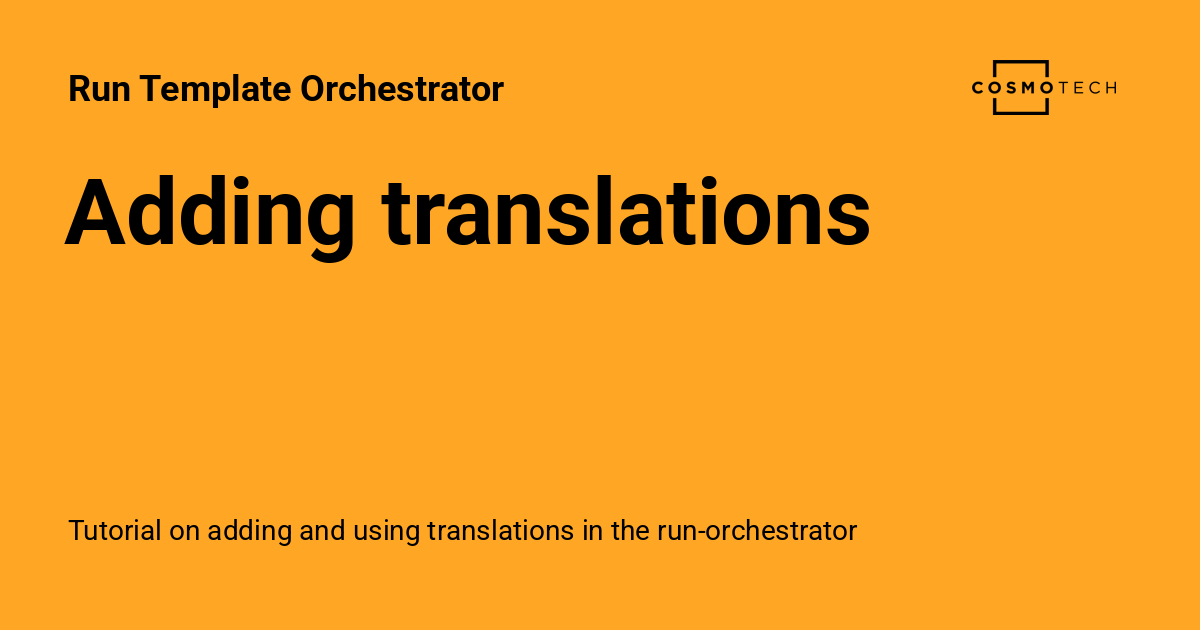 Run Template Orchestrator
COSMOTECH
Adding translations
Tutorial on adding and using translations in the run-orchestrator